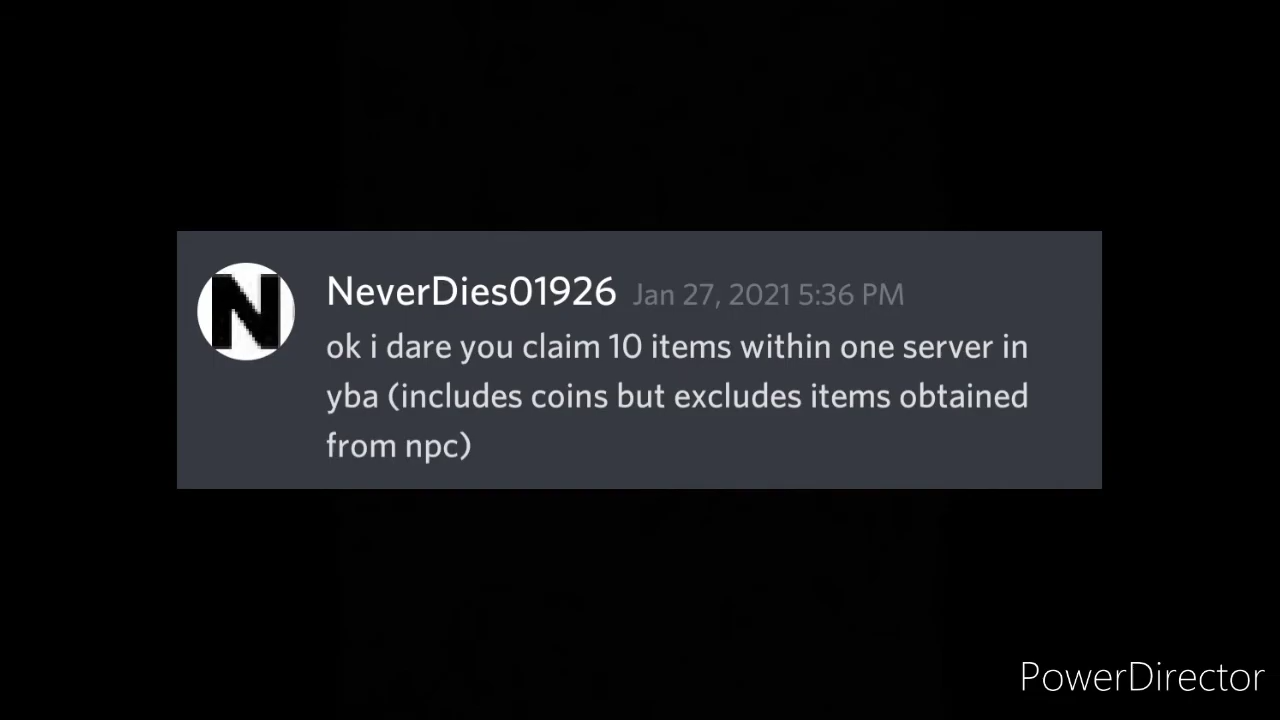 N
NeverDies01926 Jan 27, 2021 5:36 PM
ok i dare you claim 10 items within one server in
yba (includes coins but excludes items obtained
from npc)
PowerDirector